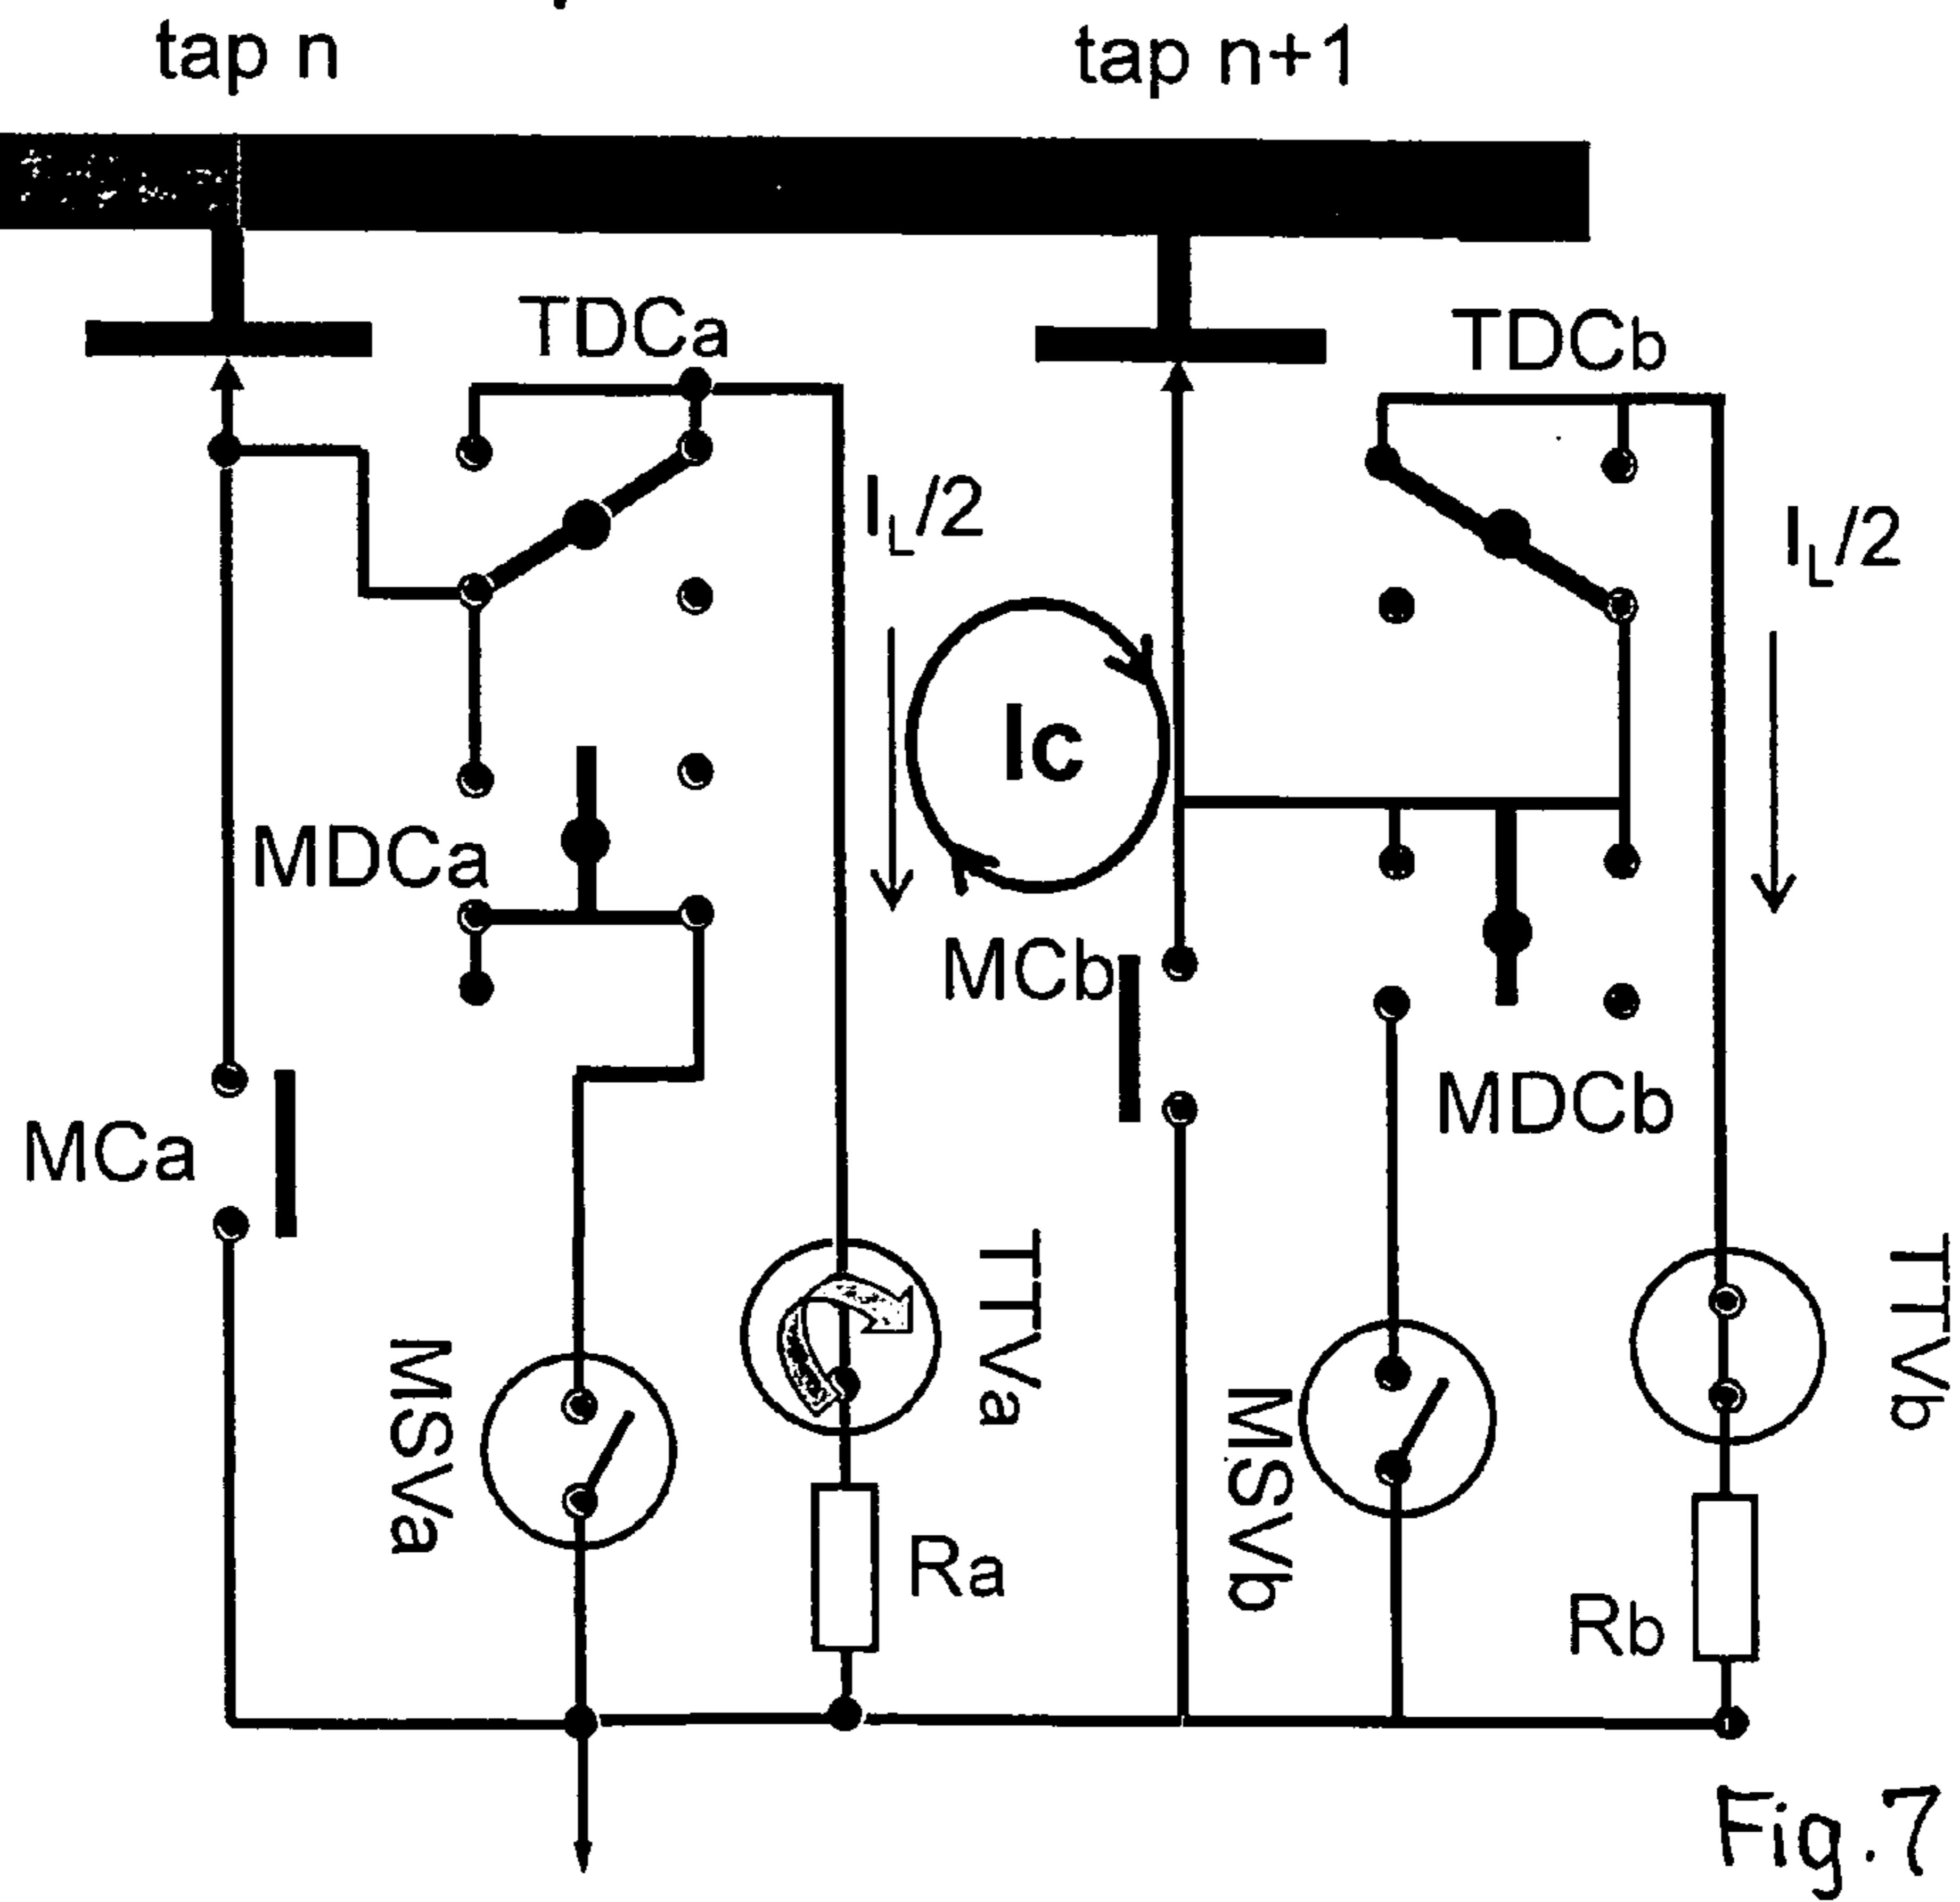 tap n
tap n+1
TDCa
TDCb
IL/2
IL/2
Ic
MDCa
MCb
MDCb
MCa
TTVa
TTVb
MSVa
MSVb
Ra
Rb
Fig.7